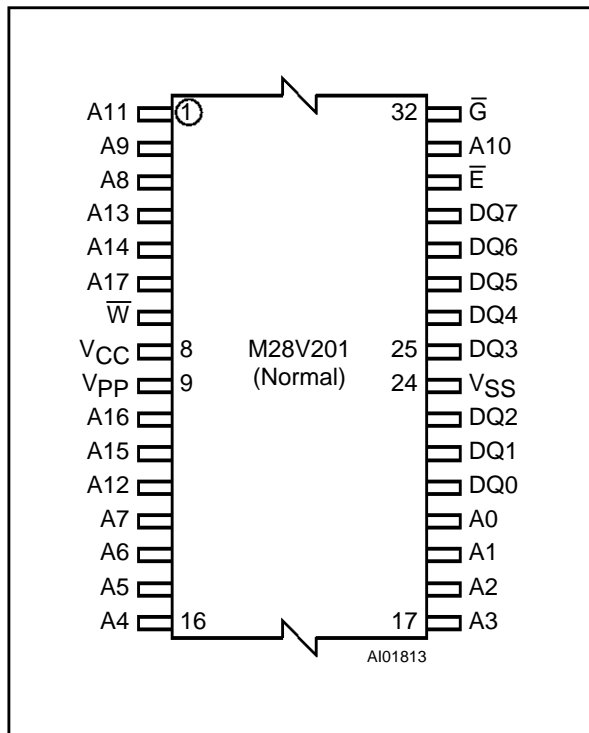 A11 1 32 G̅
A9 A10
A8 E̅
A13 DQ7
A14 DQ6
A17 DQ5
W̅ DQ4
VCC 8 M28V201 25 DQ3
VPP 9 (Normal) 24 VSS
A16 DQ2
A15 DQ1
A12 DQ0
A7 A0
A6 A1
A5 A2
A4 16 17 A3
AI01813